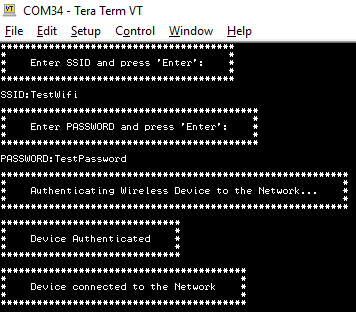 COM34 - Tera Term VT
File Edit Setup Control Window Help
******************************
* Enter SSID and press 'Enter': *
******************************
SSID:TestWifi
*********************************
* Enter PASSWORD and press 'Enter': *
*********************************
PASSWORD:TestPassword
*********************************************
* Authenticating Wireless Device to the Network... *
*********************************************
***********************
* Device Authenticated *
***********************
********************************
* Device connected to the Network *
********************************